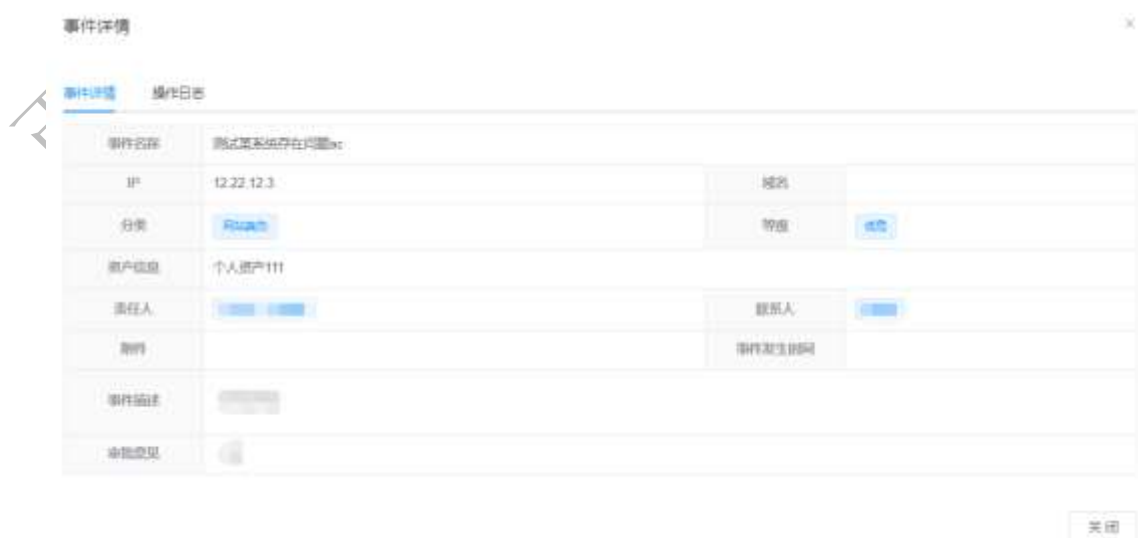 事件详情
事件详情 操作日志
事件名称 测试某系统存在问题ac
IP 12.22.12.3 域名
分类 等级
资产信息 个人资产111
责任人 联系人
附件 事件发生时间
事件描述
审批意见
关闭